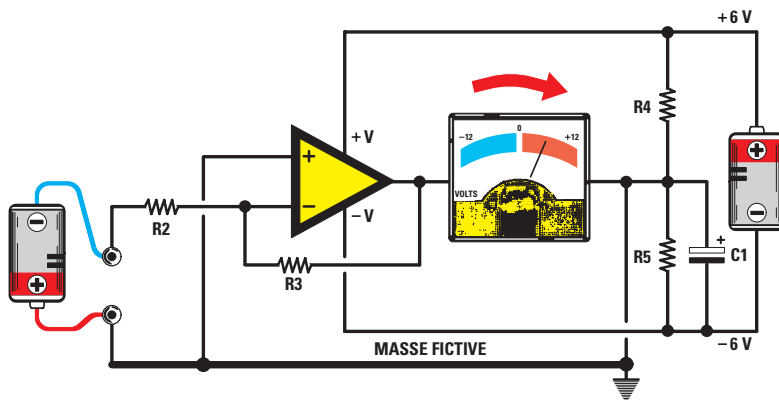 +6 V
R4
−12
0
+12
+V
+
VOLTS
+
−
−
−V
R2
−
+
C1
R5
R3
+
MASSE FICTIVE
−6 V